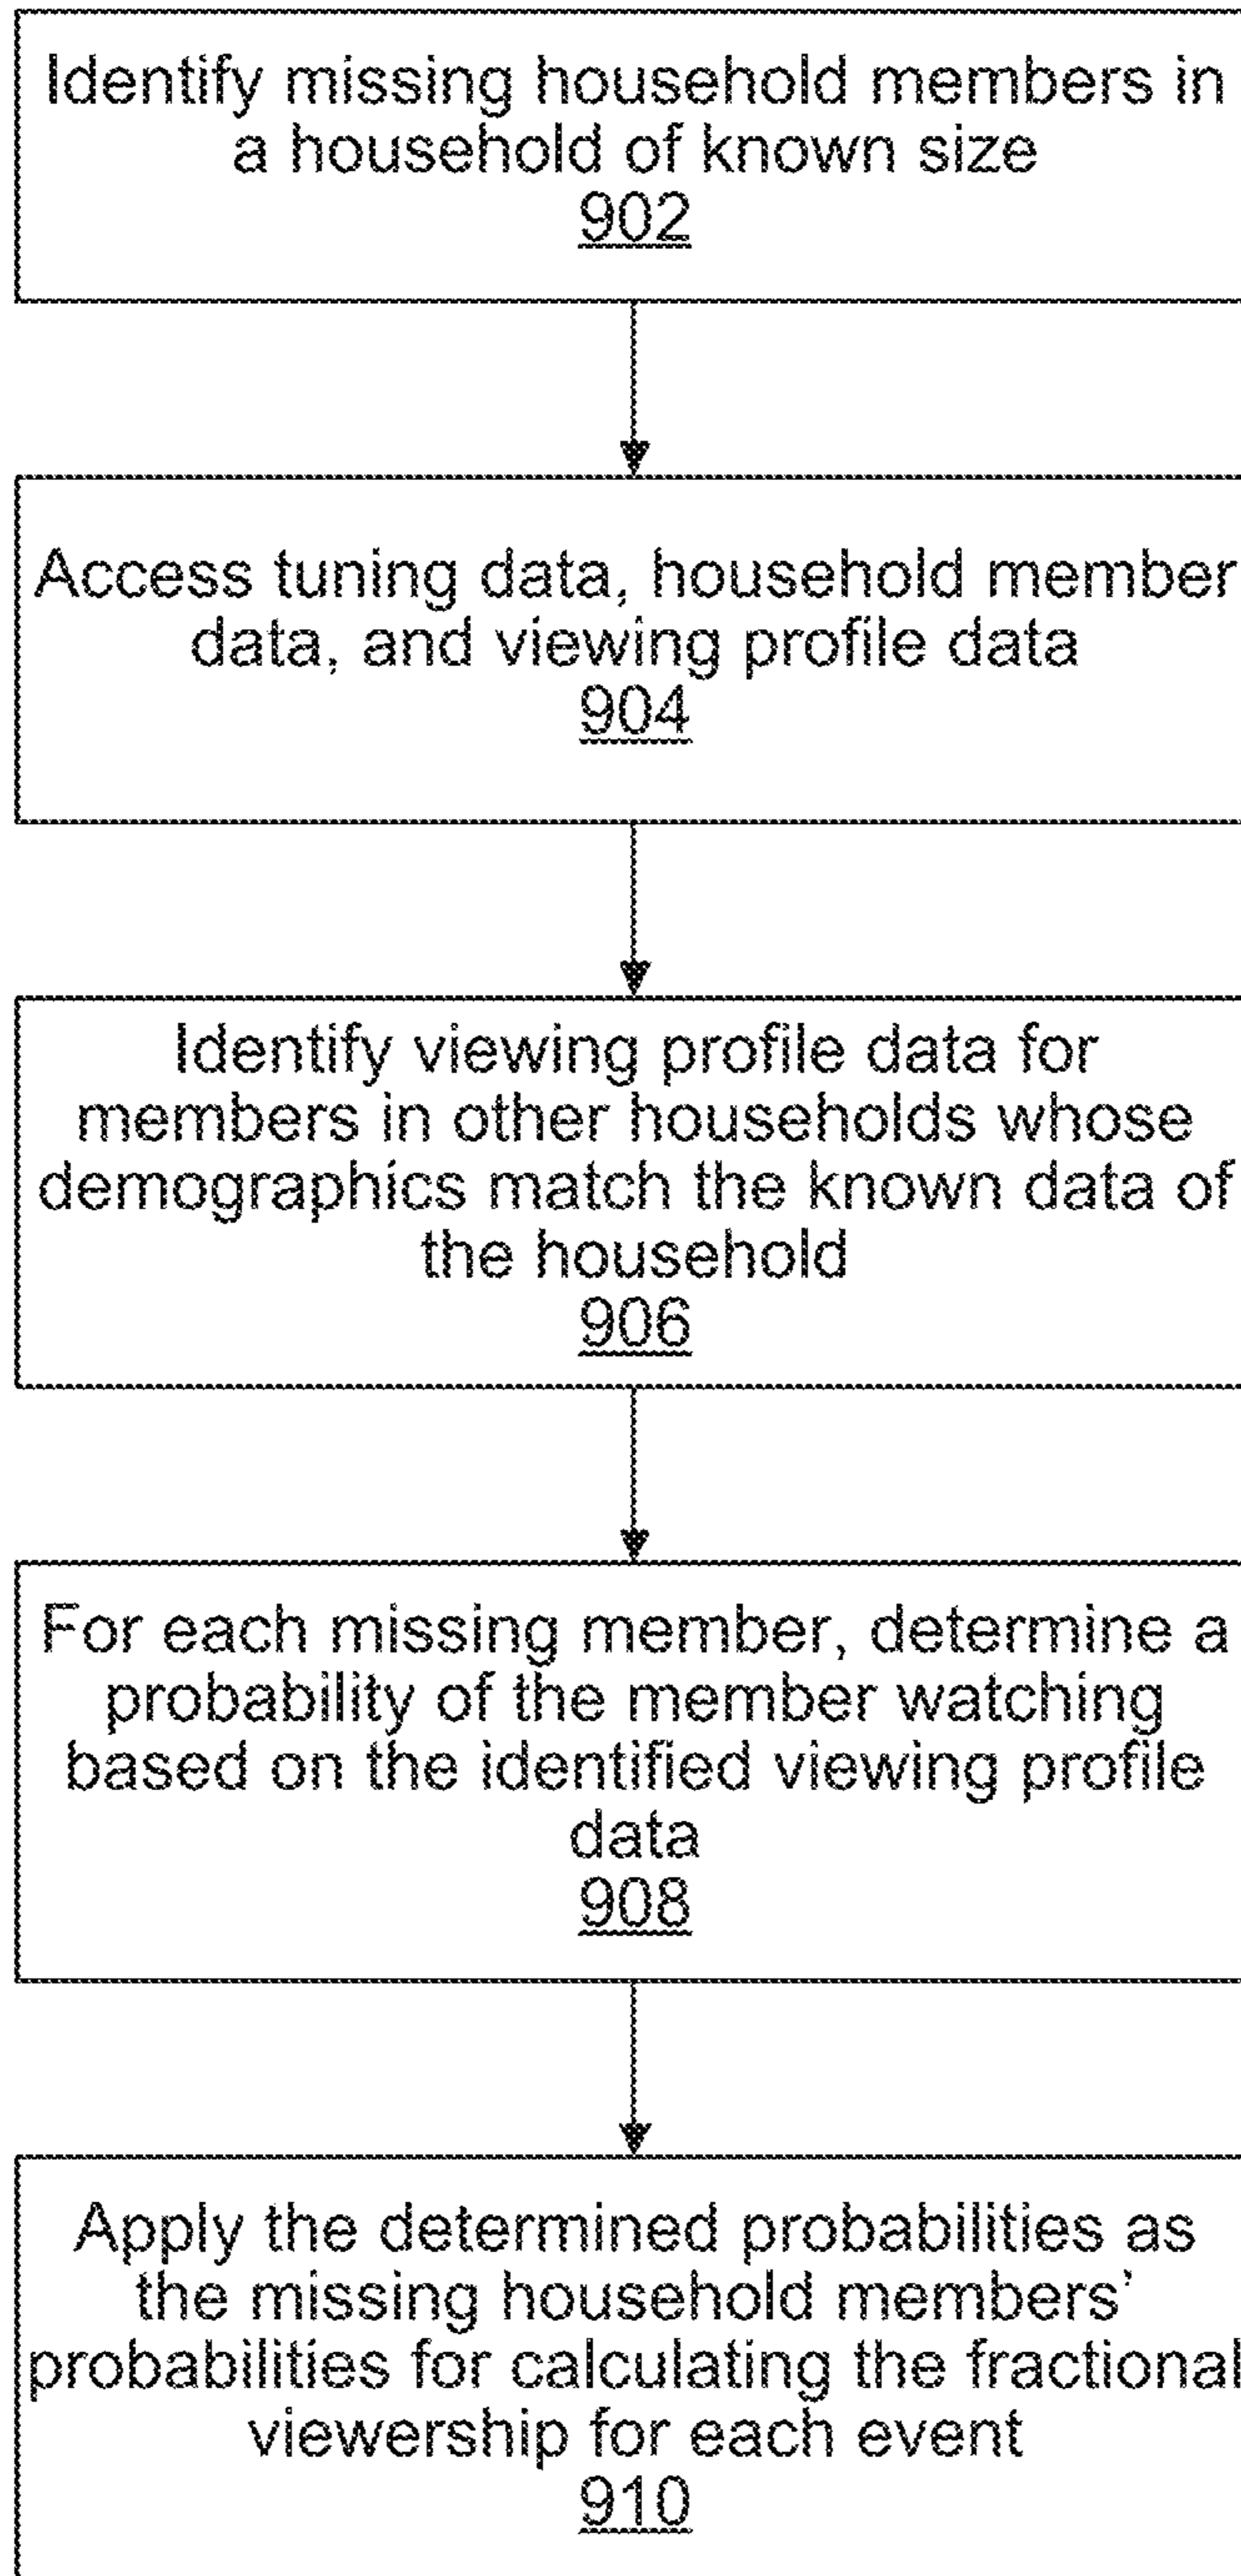 Identify missing household members in
a household of known size
902
Access tuning data, household member
data, and viewing profile data
904
Identify viewing profile data for
members in other households whose
demographics match the known data of
the household
906
For each missing member, determine a
probability of the member watching
based on the identified viewing profile
data
908
Apply the determined probabilities as
the missing household members'
probabilities for calculating the fractional
viewership for each event
910